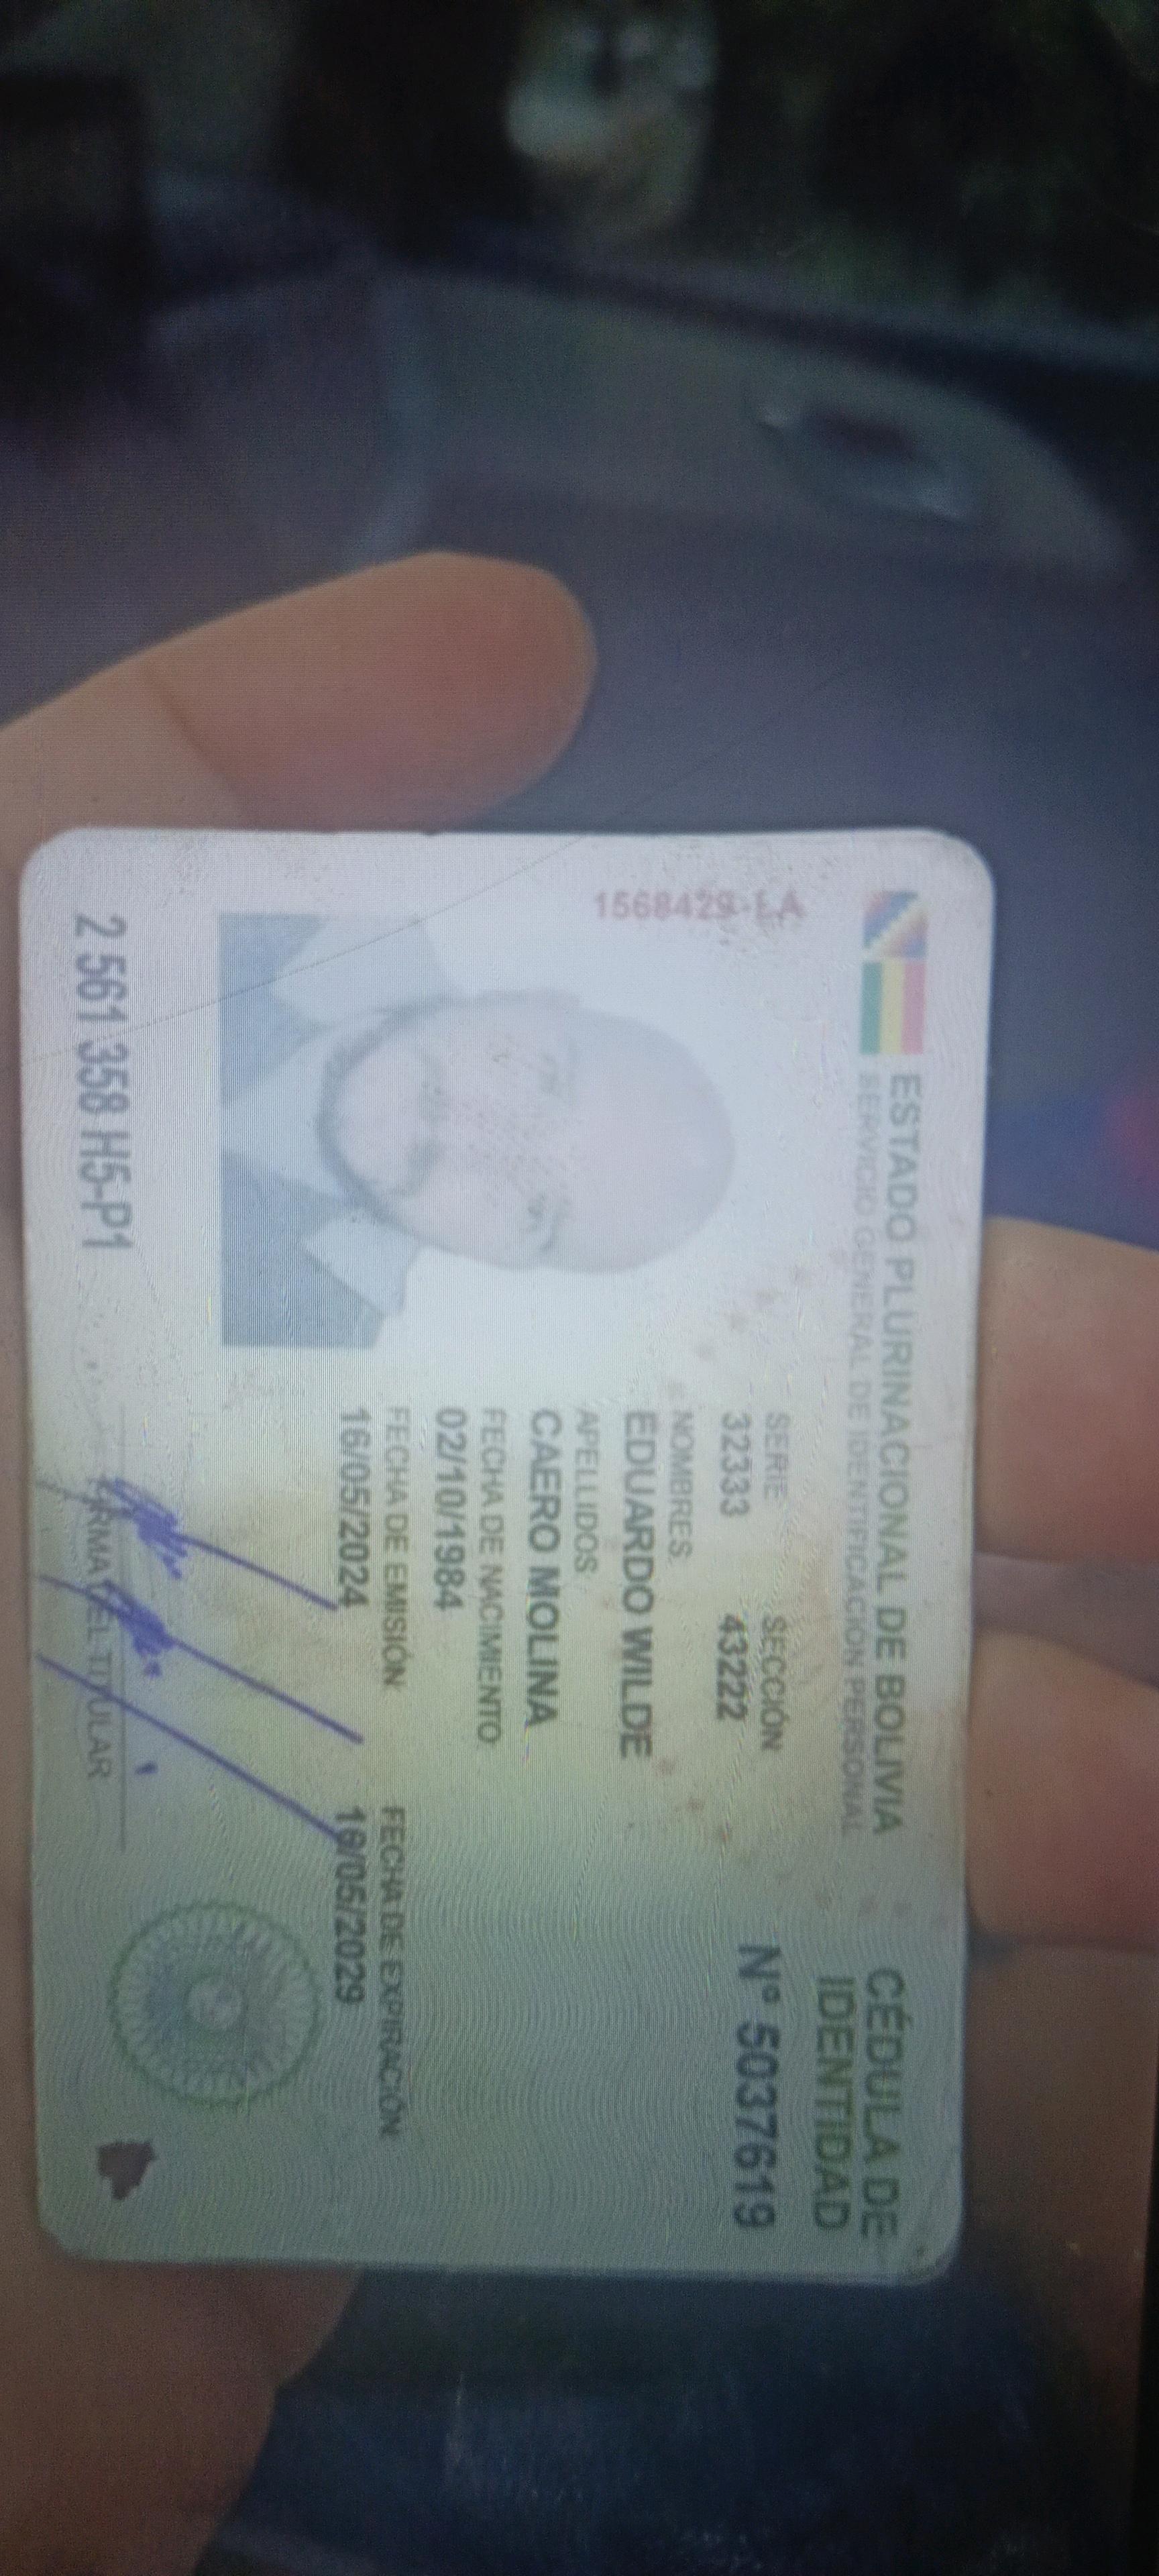 ESTADO PLURINACIONAL DE BOLIVIA
SERVICIO GENERAL DE IDENTIFICACIÓN PERSONAL
CÉDULA DE
IDENTIDAD
1568429-LA
SERIE SECCIÓN
32333 43222 Nº 5037619
NOMBRES:
EDUARDO WILDE
APELLIDOS:
CAERO MOLINA
FECHA DE NACIMIENTO:
02/10/1984
FECHA DE EMISIÓN: FECHA DE EXPIRACIÓN
16/05/2024 16/05/2029
FIRMA DEL TITULAR
2 561 358 H5-P1